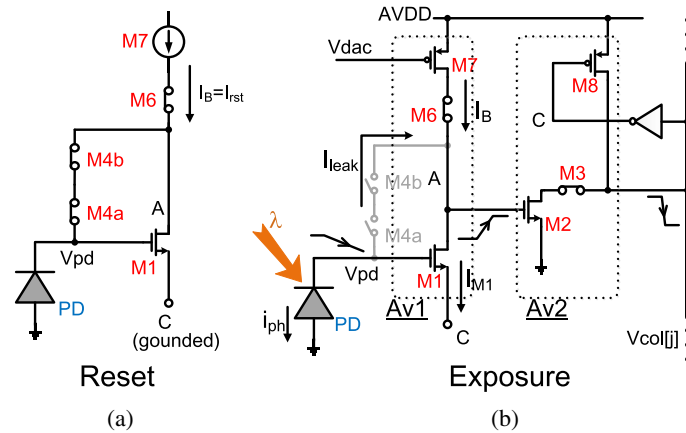 M7
M6
I_B=I_rst
M4b
M4a
A
Vpd
M1
PD
C
(gounded)
Reset
(a)
AVDD
Vdac
M7
M8
M6
I_B
C
I_leak
M4b
A
M3
M4a
M2
λ
Vpd
M1
I_M1
i_ph
PD
Av1
Av2
C
Vcol[j]
Exposure
(b)